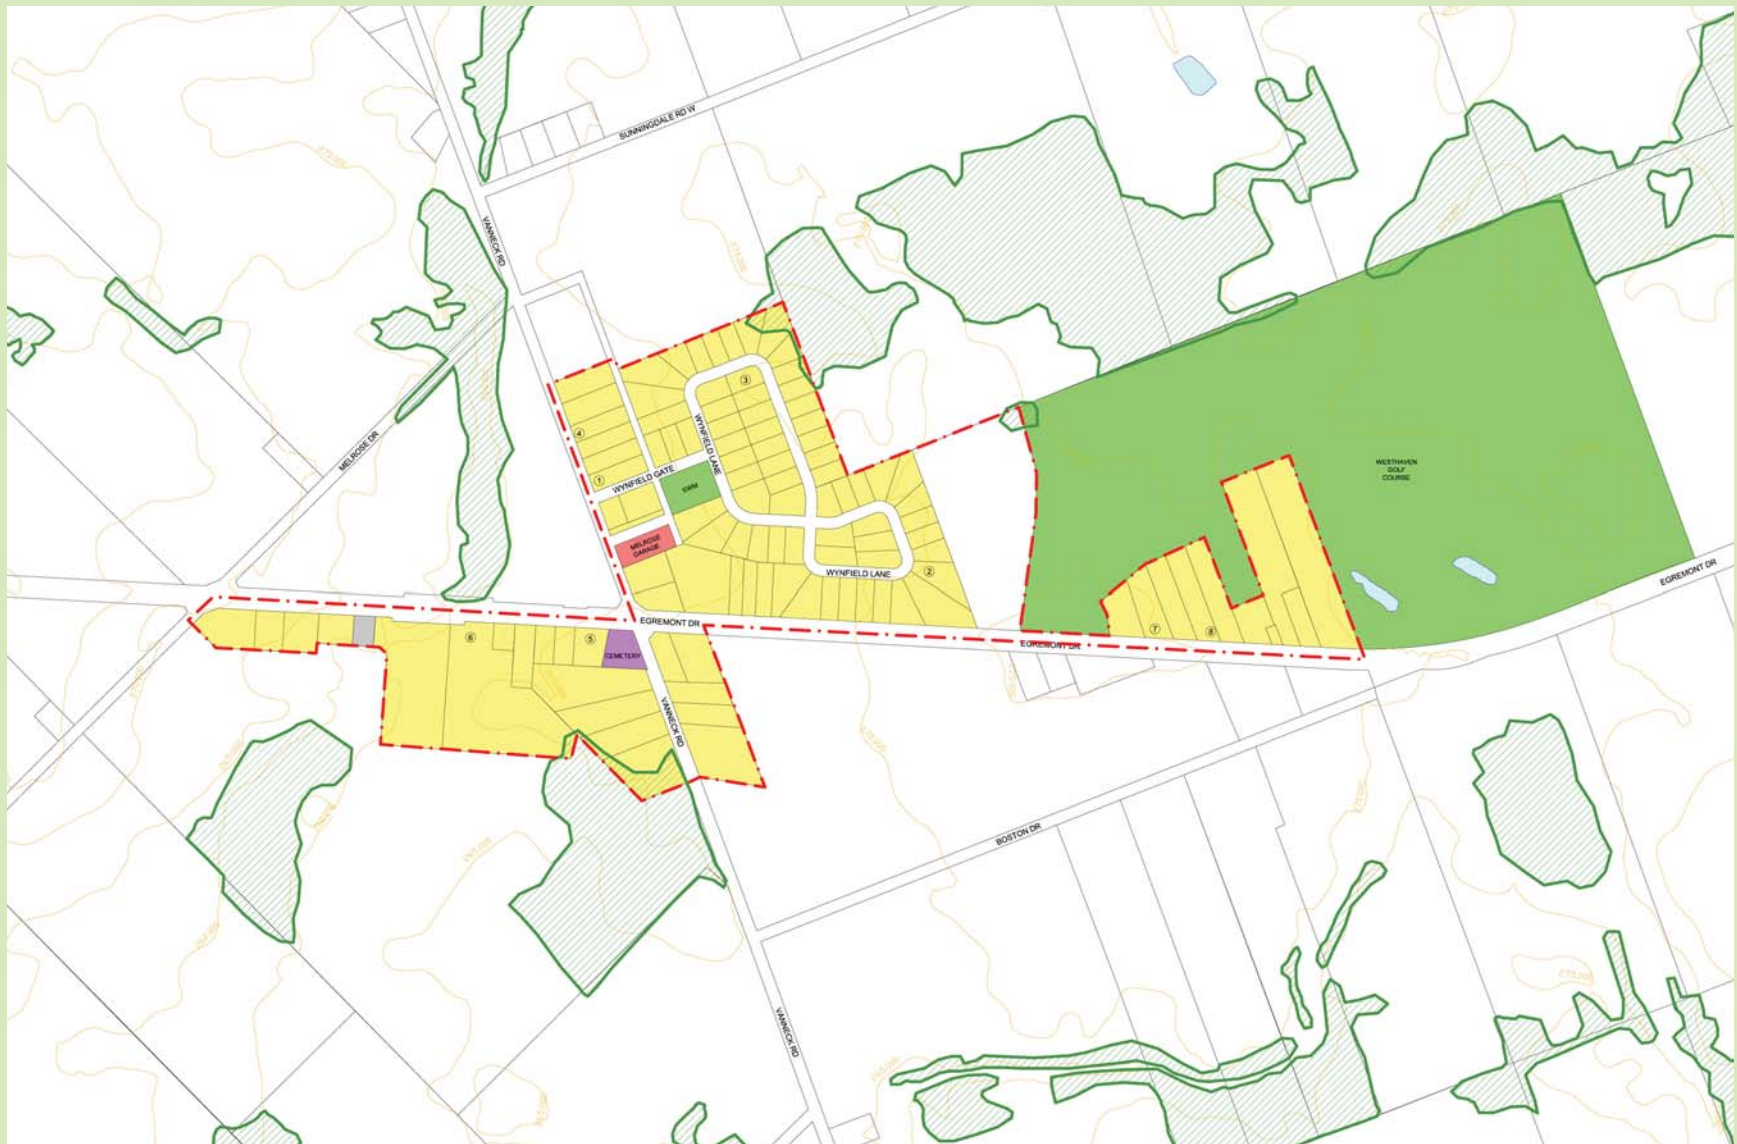 SUNNINGDALE RD W
VANNECK RD
MELROSE DR
③
④
WYNFIELD LANE
①
WYNFIELD GATE
SWM
WESTHAVEN
GOLF
COURSE
MELROSE
GARAGE
WYNFIELD LANE
②
EGREMONT DR
EGREMONT DR
⑥
⑤
CEMETERY
⑦
⑧
EGREMONT DR
VANNECK RD
BOSTON DR
VANNECK RD